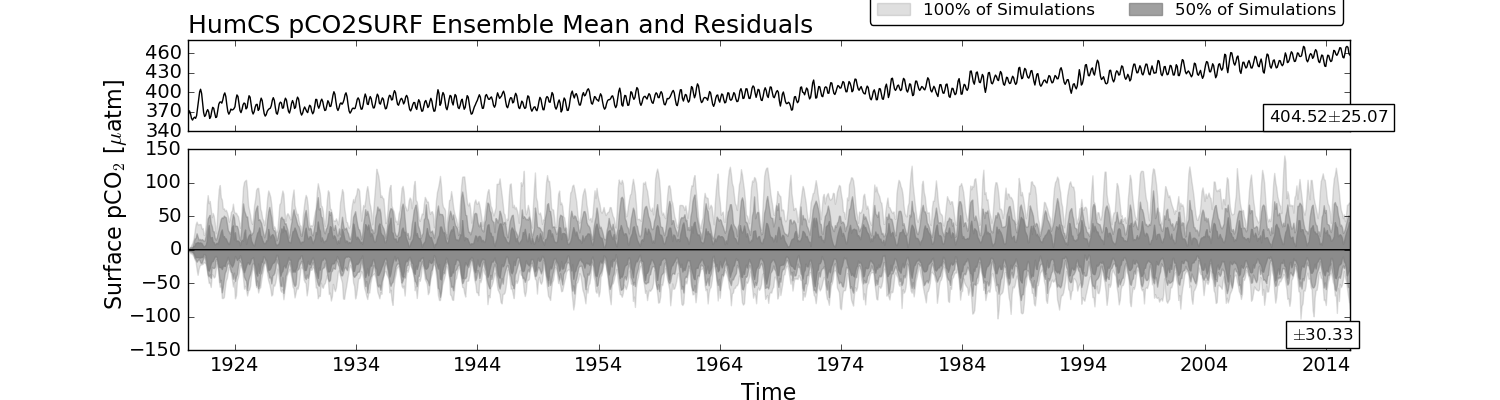 HumCS pCO2SURF Ensemble Mean and Residuals
100% of Simulations 50% of Simulations
460
430
400
370
340
404.52±25.07
Surface pCO₂ [μatm]
150
100
50
0
−50
−100
−150
±30.33
1924 1934 1944 1954 1964 1974 1984 1994 2004 2014
Time